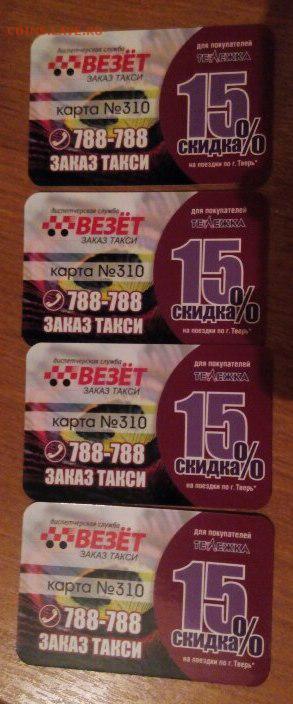 диспетчерская служба
ВЕЗЁТ
ЗАКАЗ ТАКСИ
карта №310
788-788
ЗАКАЗ ТАКСИ
для покупателей
ТЕЛЕЖКА
15%
скидка
на поездки по г. Тверь*
диспетчерская служба
ВЕЗЁТ
ЗАКАЗ ТАКСИ
карта №310
788-788
ЗАКАЗ ТАКСИ
для покупателей
ТЕЛЕЖКА
15%
скидка
на поездки по г. Тверь*
диспетчерская служба
ВЕЗЁТ
ЗАКАЗ ТАКСИ
карта №310
788-788
ЗАКАЗ ТАКСИ
для покупателей
ТЕЛЕЖКА
15%
скидка
на поездки по г. Тверь*
диспетчерская служба
ВЕЗЁТ
ЗАКАЗ ТАКСИ
карта №310
788-788
ЗАКАЗ ТАКСИ
для покупателей
ТЕЛЕЖКА
15%
скидка
на поездки по г. Тверь*